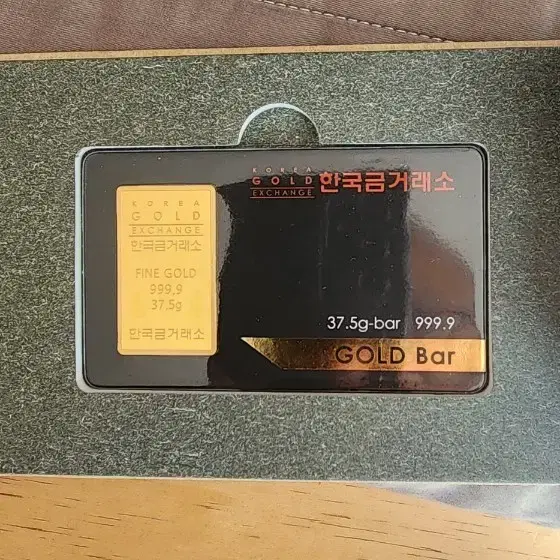 KOREA
GOLD
EXCHANGE
한국금거래소
FINE GOLD
999.9
37.5g
한국금거래소
KOREA
GOLD
EXCHANGE
한국금거래소
37.5g-bar 999.9
GOLD Bar